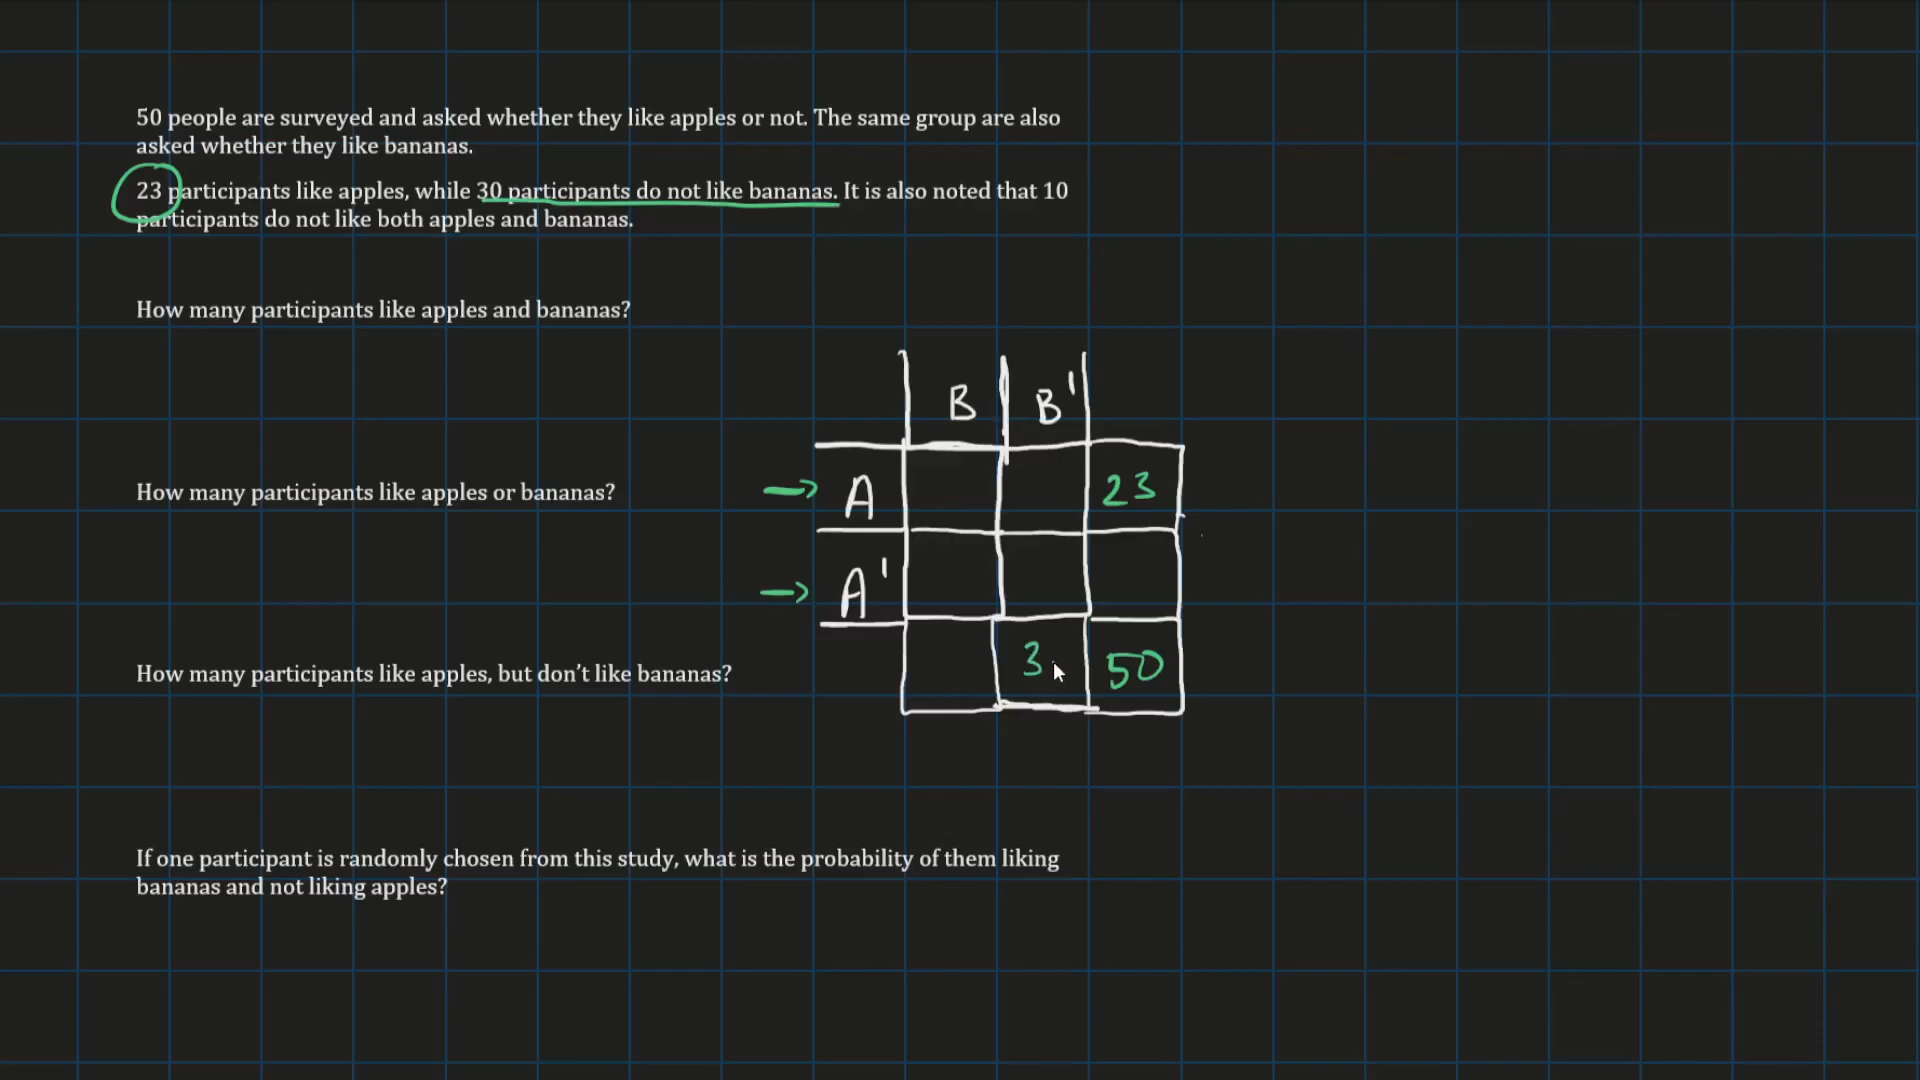 50 people are surveyed and asked whether they like apples or not. The same group are also
asked whether they like bananas.
23 participants like apples, while 30 participants do not like bananas. It is also noted that 10
participants do not like both apples and bananas.
How many participants like apples and bananas?
B B'
How many participants like apples or bananas?
→ A 23
→ A'
How many participants like apples, but don’t like bananas?
3 50
If one participant is randomly chosen from this study, what is the probability of them liking
bananas and not liking apples?